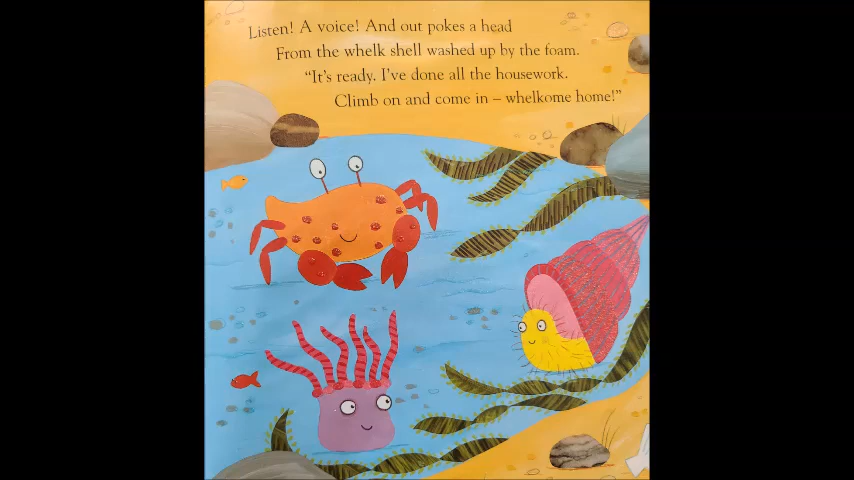 Listen! A voice! And out pokes a head
From the whelk shell washed up by the foam.
“It’s ready. I’ve done all the housework.
Climb on and come in – whelkome home!”